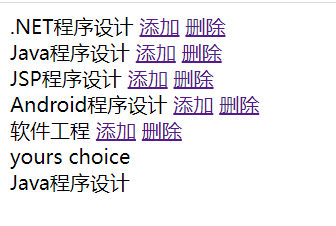 .NET程序设计 添加 删除
Java程序设计 添加 删除
JSP程序设计 添加 删除
Android程序设计 添加 删除
软件工程 添加 删除
yours choice
Java程序设计